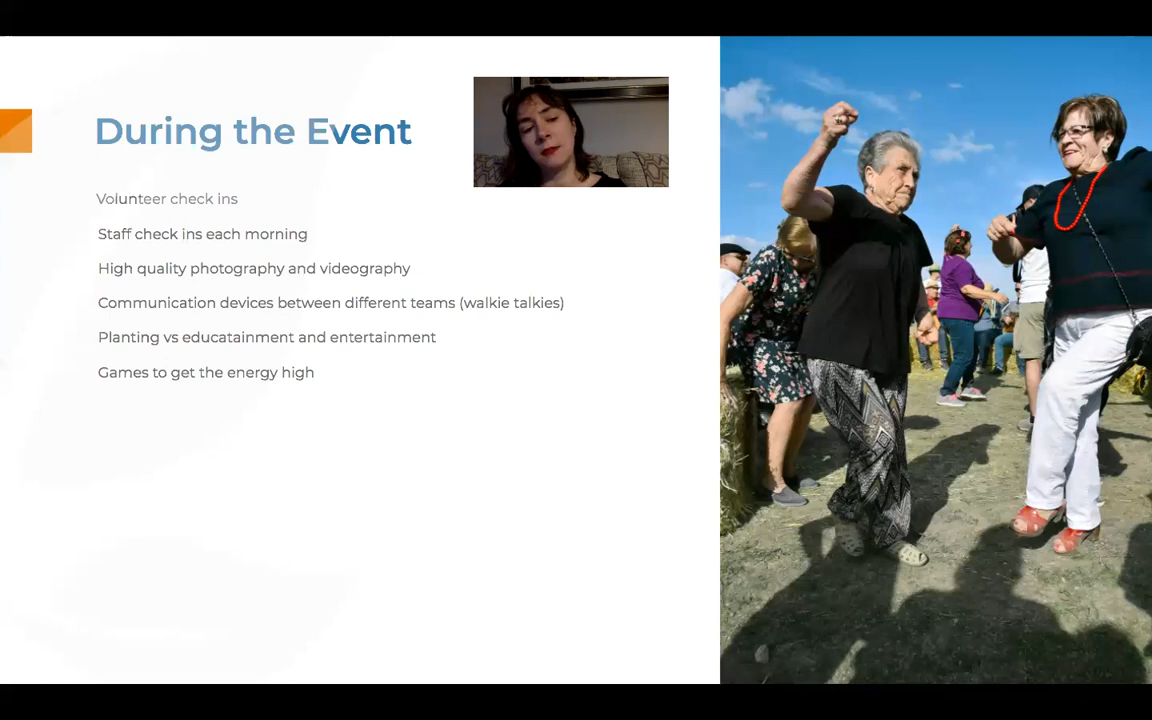 During the Event
Volunteer check ins
Staff check ins each morning
High quality photography and videography
Communication devices between different teams (walkie talkies)
Planting vs educatainment and entertainment
Games to get the energy high